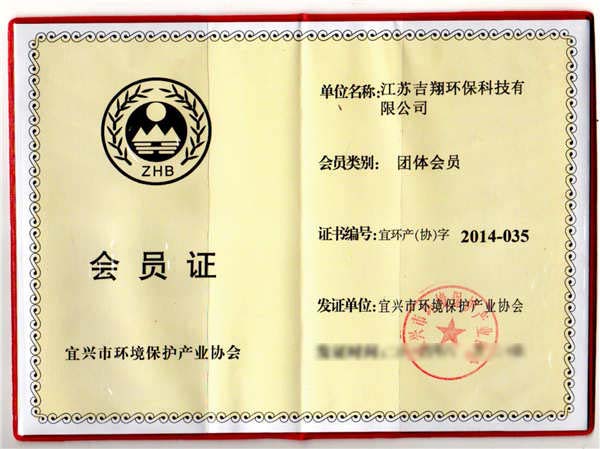 ZHB
会员证
宜兴市环境保护产业协会
单位名称:江苏吉翔环保科技有
限公司
会员类别: 团体会员
证书编号:宜环产(协)字 2014-035
发证单位:宜兴市环境保护产业协会